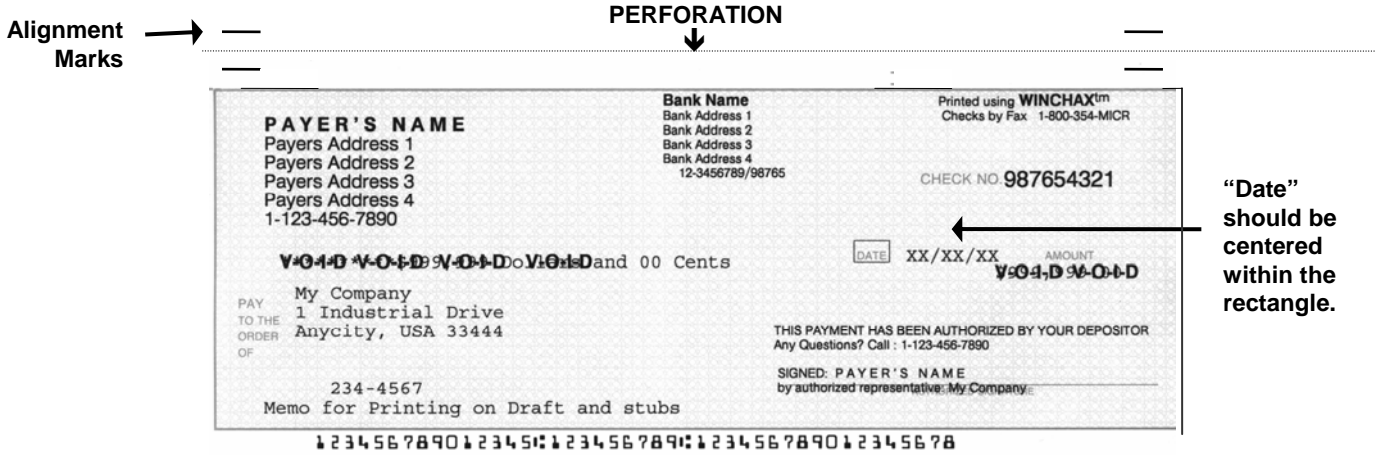 PERFORATION
Alignment
Marks
Bank Name
Bank Address 1
Bank Address 2
Bank Address 3
Bank Address 4
12-3456789/98765
Printed using WINCHAXtm
Checks by Fax 1-800-354-MICR
PAYER'S NAME
Payers Address 1
Payers Address 2
Payers Address 3
Payers Address 4
1-123-456-7890
CHECK NO. 987654321
"Date"
should be
centered
within the
rectangle.
V-O-I-D V-O-I-D V-O-I-D V-O-I-D and 00 Cents
DATE XX/XX/XX AMOUNT
V-O-I-D V-O-I-D
PAY
TO THE
ORDER
OF
My Company
1 Industrial Drive
Anycity, USA 33444
THIS PAYMENT HAS BEEN AUTHORIZED BY YOUR DEPOSITOR
Any Questions? Call : 1-123-456-7890
SIGNED: PAYER'S NAME
by authorized representative: My Company
234-4567
Memo for Printing on Draft and stubs
123456789012345⑆123456789⑆123456789012345678